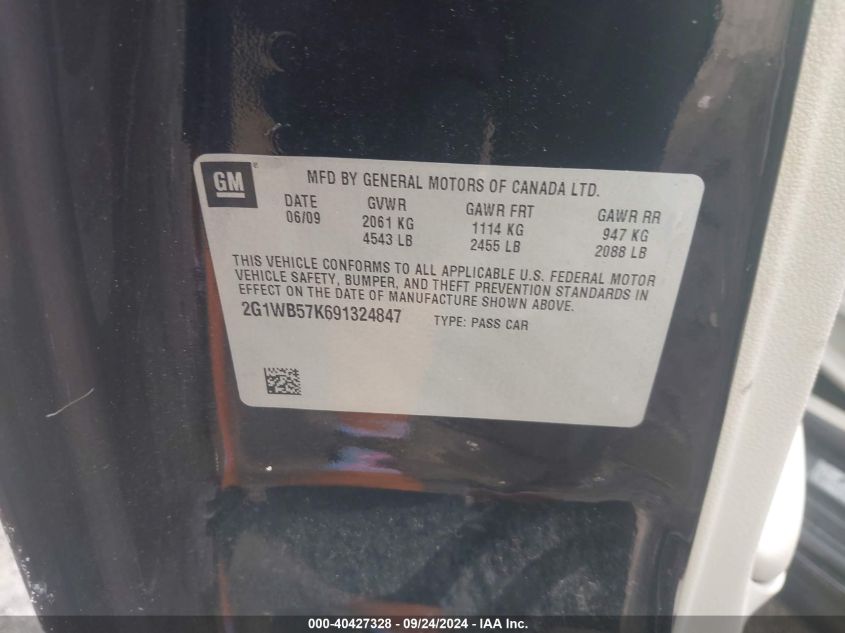 GM
MFD BY GENERAL MOTORS OF CANADA LTD.
DATE GVWR GAWR FRT GAWR RR
06/09 2061 KG 1114 KG 947 KG
4543 LB 2455 LB 2088 LB
THIS VEHICLE CONFORMS TO ALL APPLICABLE U.S. FEDERAL MOTOR
VEHICLE SAFETY, BUMPER, AND THEFT PREVENTION STANDARDS IN
EFFECT ON THE DATE OF MANUFACTURE SHOWN ABOVE.
2G1WB57K691324847 TYPE: PASS CAR
000-40427328 - 09/24/2024 - IAA Inc.